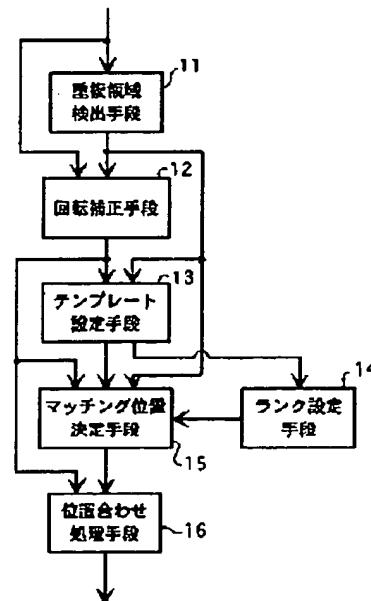 11
重複領域
検出手段
12
回転補正手段
13
テンプレート
設定手段
14
ランク設定
手段
マッチング位置
決定手段
15
位置合わせ
処理手段
16